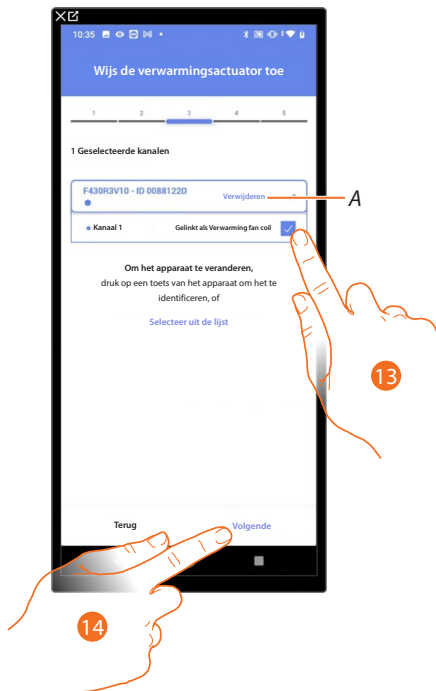 10:35
Wijs de verwarmingsactuator toe
1 2 3 4 5
1 Geselecteerde kanalen
F430R3V10 - ID 0088122D
Verwijderen
A
Kanaal 1
Gelinkt als Verwarming fan coil
Om het apparaat te veranderen,
druk op een toets van het apparaat om het te
identificeren, of
Selecteer uit de lijst
13
Terug
Volgende
14